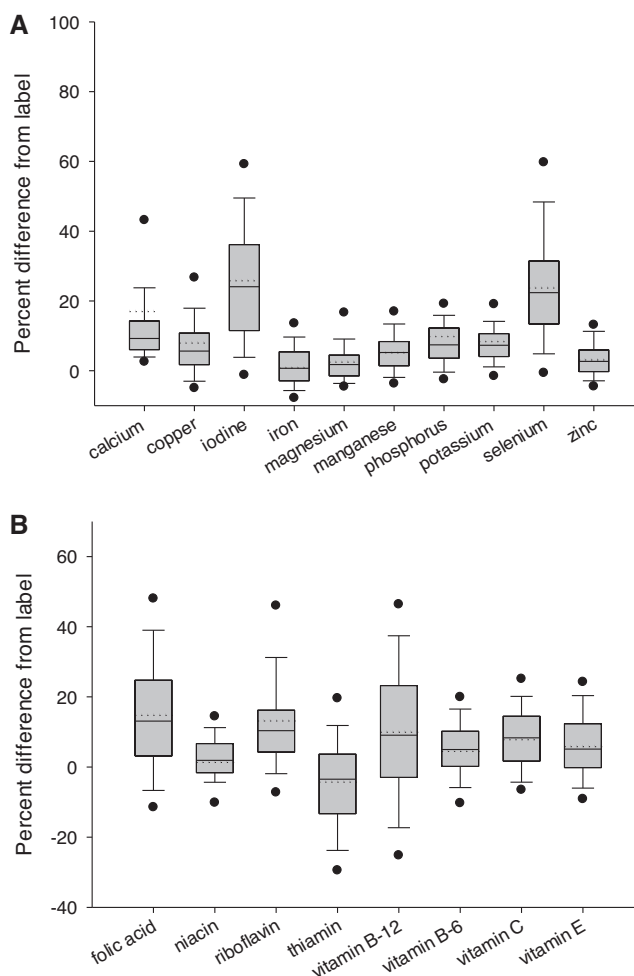 A
Percent difference from label
100
80
60
40
20
0
calcium
copper
iodine
iron
magnesium
manganese
phosphorus
potassium
selenium
zinc
B
Percent difference from label
60
40
20
0
-20
-40
folic acid
niacin
riboflavin
thiamin
vitamin B-12
vitamin B-6
vitamin C
vitamin E